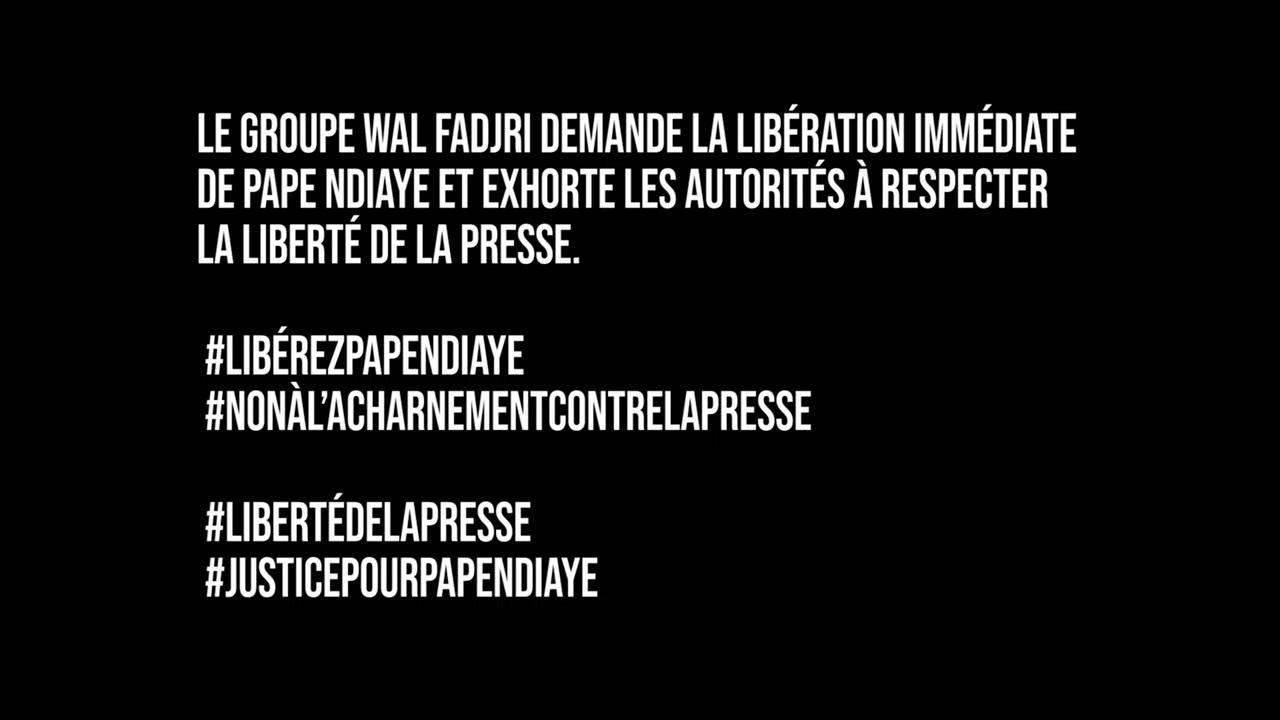 LE GROUPE WAL FADJRI DEMANDE LA LIBÉRATION IMMÉDIATE
DE PAPE NDIAYE ET EXHORTE LES AUTORITÉS À RESPECTER
LA LIBERTÉ DE LA PRESSE.
#LIBÉREZPAPENDIAYE
#NONÀL’ACHARNEMENTCONTRELAPRESSE
#LIBERTÉDELAPRESSE
#JUSTICEPOURPAPENDIAYE